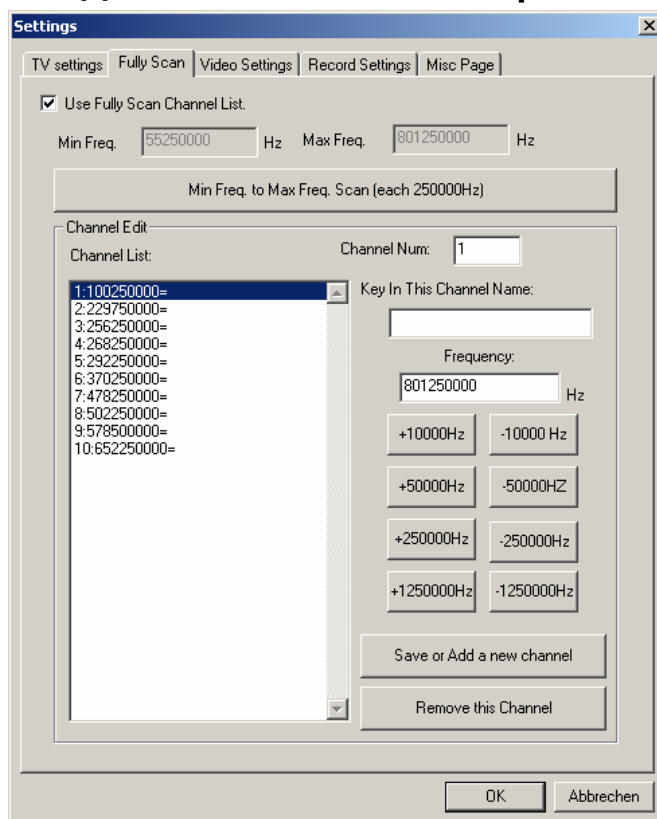 Settings
TV settings Fully Scan Video Settings Record Settings Misc Page
Use Fully Scan Channel List.
Min Freq. 55250000 Hz Max Freq. 801250000 Hz
Min Freq. to Max Freq. Scan (each 250000Hz)
Channel Edit
Channel List: Channel Num: 1
1:100250000=
2:229750000=
3:256250000=
4:268250000=
5:292250000=
6:370250000=
7:478250000=
8:502250000=
9:578500000=
10:652250000=
Key In This Channel Name:
Frequency:
801250000 Hz
+10000Hz -10000 Hz
+50000Hz -50000HZ
+250000Hz -250000Hz
+1250000Hz -1250000Hz
Save or Add a new channel
Remove this Channel
OK Abbrechen